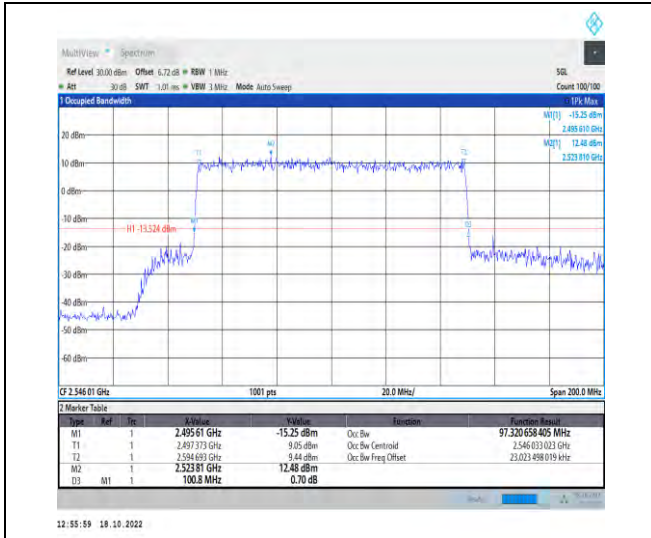 MultiView Spectrum
Ref Level 30.00 dBm Offset 6.72 dB RBW 1 MHz SGL
Att 30 dB SWT 1.01 ms VBW 3 MHz Mode Auto Sweep Count 100/100
1 Occupied Bandwidth 1Pk Max
M1[1] -15.25 dBm
2.495 610 GHz
M2[1] 12.48 dBm
2.523 810 GHz
20 dBm
T1 M2 T2
10 dBm
0 dBm
-10 dBm
M1 D3
H1 -13.524 dBm
-20 dBm
-30 dBm
-40 dBm
-50 dBm
-60 dBm
CF 2.546 01 GHz 1001 pts 20.0 MHz/ Span 200.0 MHz
2 Marker Table
Type Ref Trc X-Value Y-Value Function Function Result
M1 1 2.495 61 GHz -15.25 dBm Occ Bw 97.320 658 405 MHz
T1 1 2.497 373 GHz 9.05 dBm Occ Bw Centroid 2.546 033 023 GHz
T2 1 2.594 693 GHz 9.44 dBm Occ Bw Freq Offset 23.023 498 019 kHz
M2 1 2.523 81 GHz 12.48 dBm
D3 M1 1 100.8 MHz 0.70 dB
12:55:59 18.10.2022